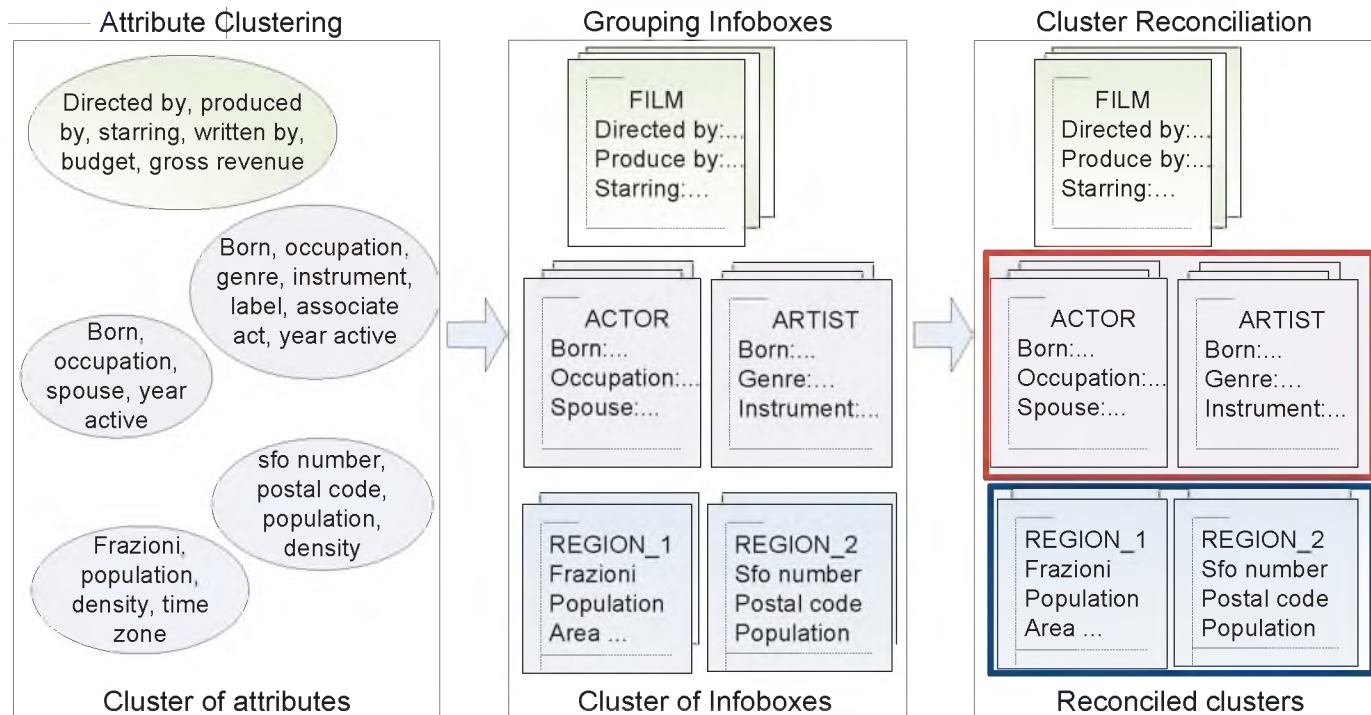 Attribute Clustering
Directed by, produced
by, starring, written by,
budget, gross revenue
Born, occupation,
genre, instrument,
label, associate
act, year active
Born,
occupation,
spouse, year
active
sfo number,
postal code,
population,
density
Frazioni,
population,
density, time
zone
Cluster of attributes
Grouping Infoboxes
FILM
Directed by:...
Produce by:...
Starring:...
ACTOR
Born:...
Occupation:...
Spouse:...
ARTIST
Born:...
Genre:...
Instrument:...
REGION_1
Frazioni
Population
Area ...
REGION_2
Sfo number
Postal code
Population
Cluster of Infoboxes
Cluster Reconciliation
FILM
Directed by:...
Produce by:...
Starring:...
ACTOR
Born:...
Occupation:...
Spouse:...
ARTIST
Born:...
Genre:...
Instrument:...
REGION_1
Frazioni
Population
Area ...
REGION_2
Sfo number
Postal code
Population
Reconciled clusters